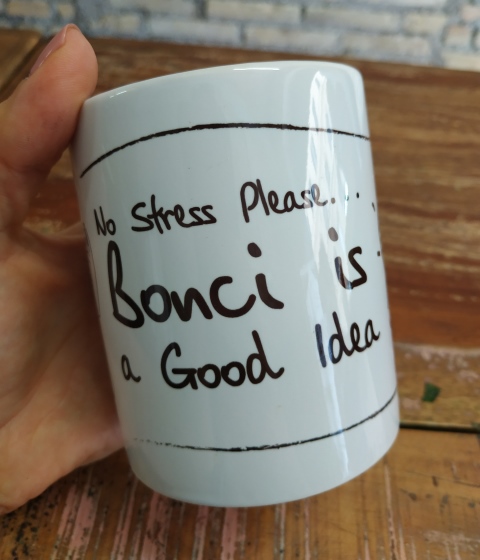 No Stress Please...
Bonci is
a Good Idea